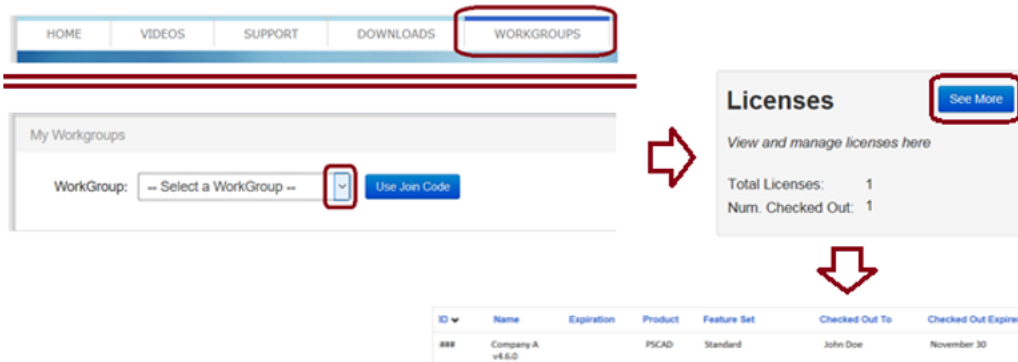 HOME VIDEOS SUPPORT DOWNLOADS WORKGROUPS
My Workgroups
WorkGroup: -- Select a WorkGroup -- Use Join Code
Licenses See More
View and manage licenses here
Total Licenses: 1
Num. Checked Out: 1
ID Name Expiration Product Feature Set Checked Out To Checked Out Expires
### Company A PSCAD Standard John Doe November 30
v4.6.0